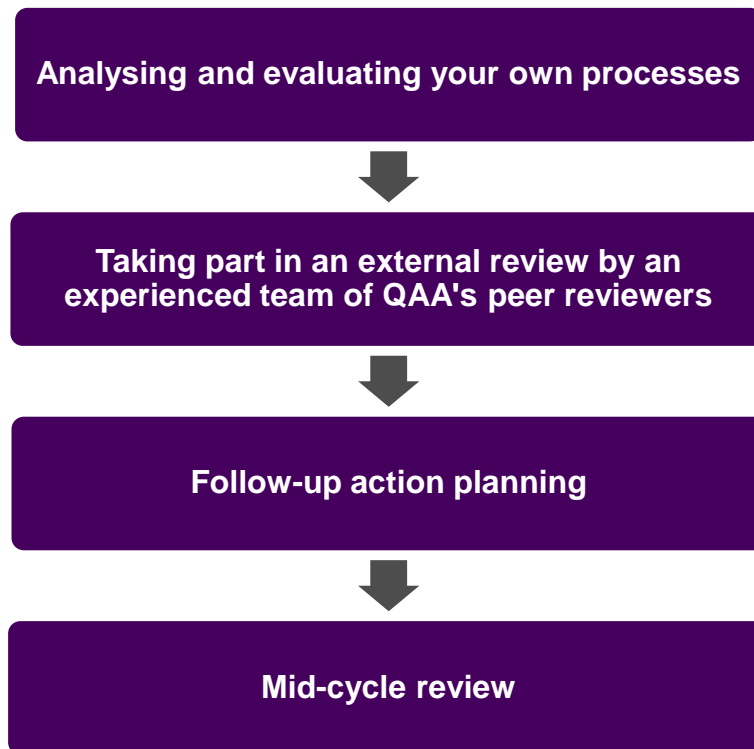 Analysing and evaluating your own processes
Taking part in an external review by an
experienced team of QAA's peer reviewers
Follow-up action planning
Mid-cycle review